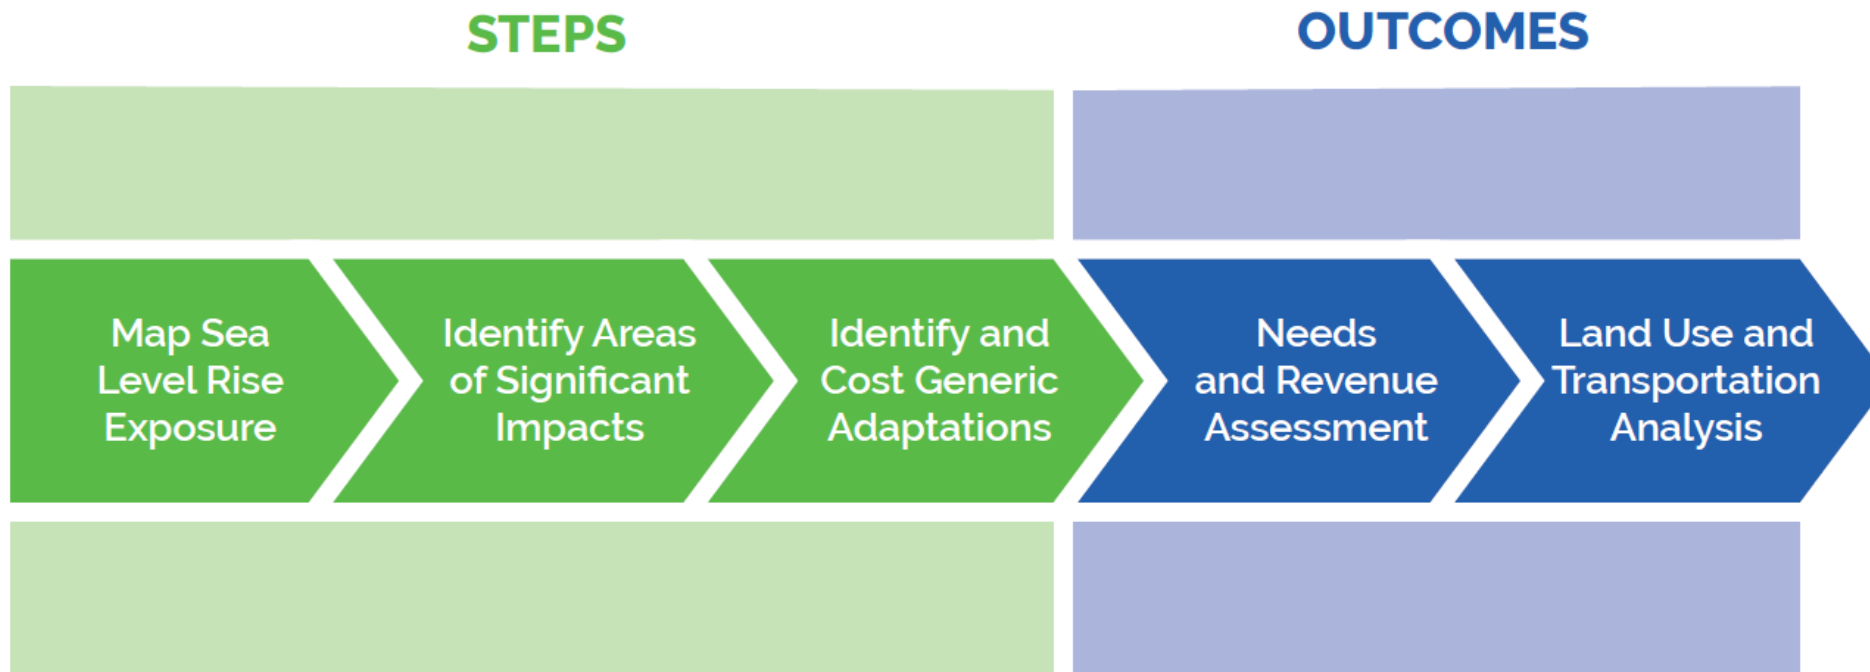 STEPS
OUTCOMES
Map Sea
Level Rise
Exposure
Identify Areas
of Significant
Impacts
Identify and
Cost Generic
Adaptations
Needs
and Revenue
Assessment
Land Use and
Transportation
Analysis